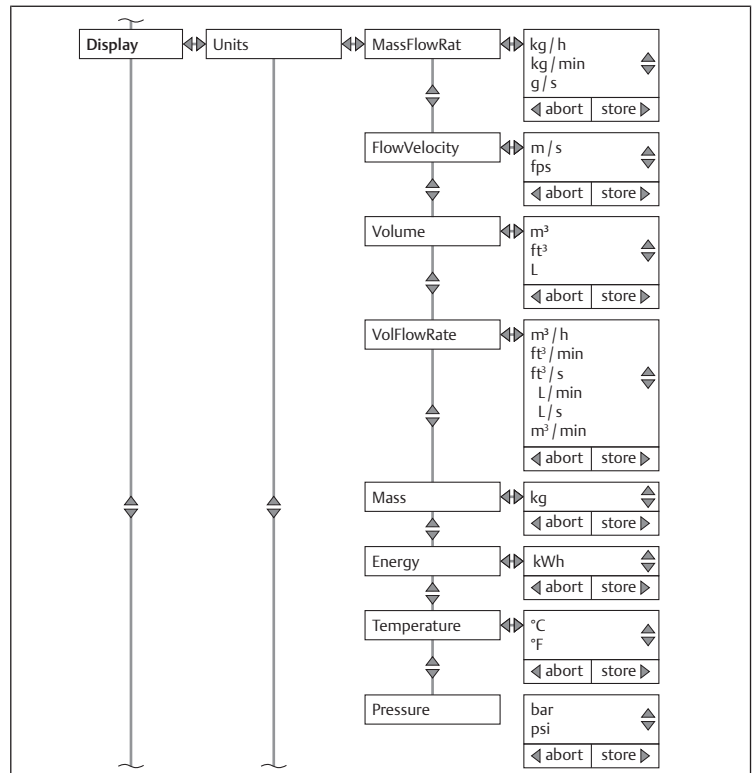 Display Units MassFlowRat kg / h
kg / min
g / s
abort store
FlowVelocity m / s
fps
abort store
Volume m³
ft³
L
abort store
VolFlowRate m³ / h
ft³ / min
ft³ / s
L / min
L / s
m³ / min
abort store
Mass kg
abort store
Energy kWh
abort store
Temperature °C
°F
abort store
Pressure bar
psi
abort store